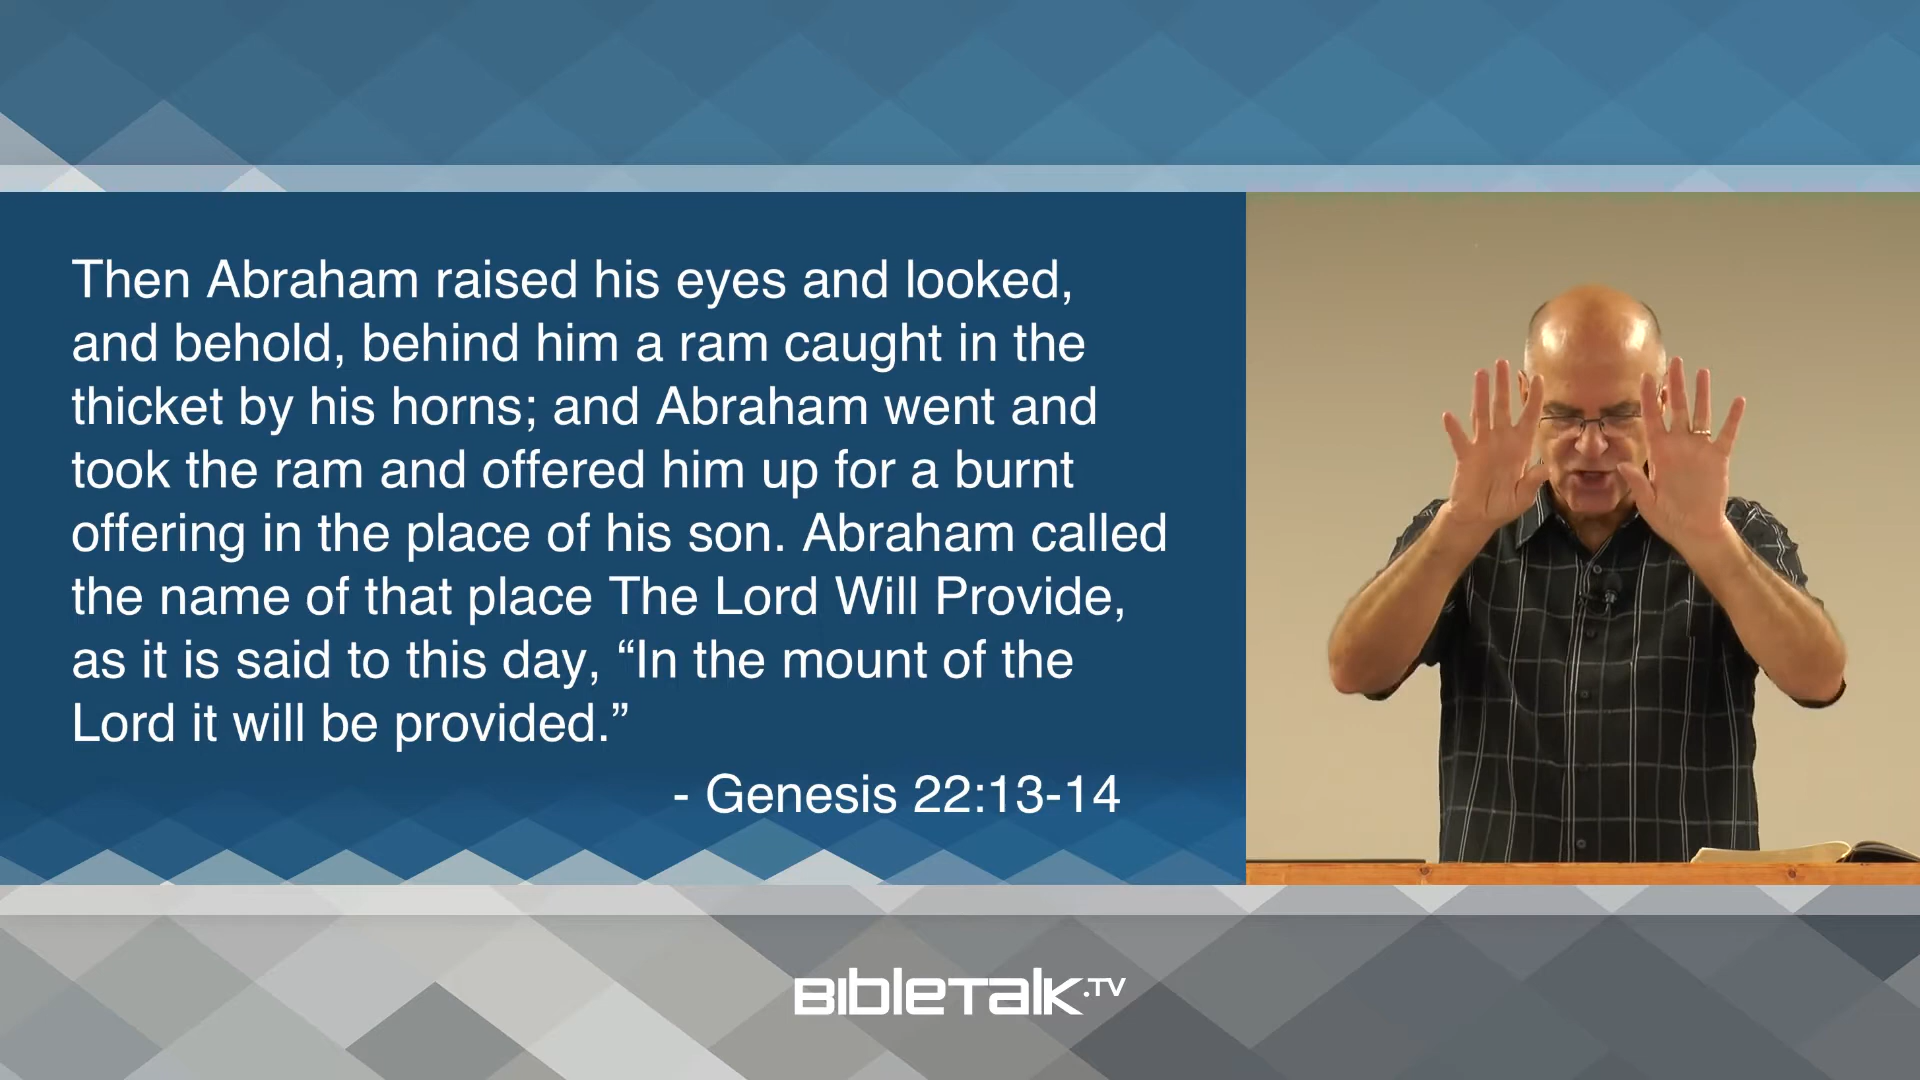 Then Abraham raised his eyes and looked,
and behold, behind him a ram caught in the
thicket by his horns; and Abraham went and
took the ram and offered him up for a burnt
offering in the place of his son. Abraham called
the name of that place The Lord Will Provide,
as it is said to this day, “In the mount of the
Lord it will be provided.”
- Genesis 22:13-14
BibleTalk.TV